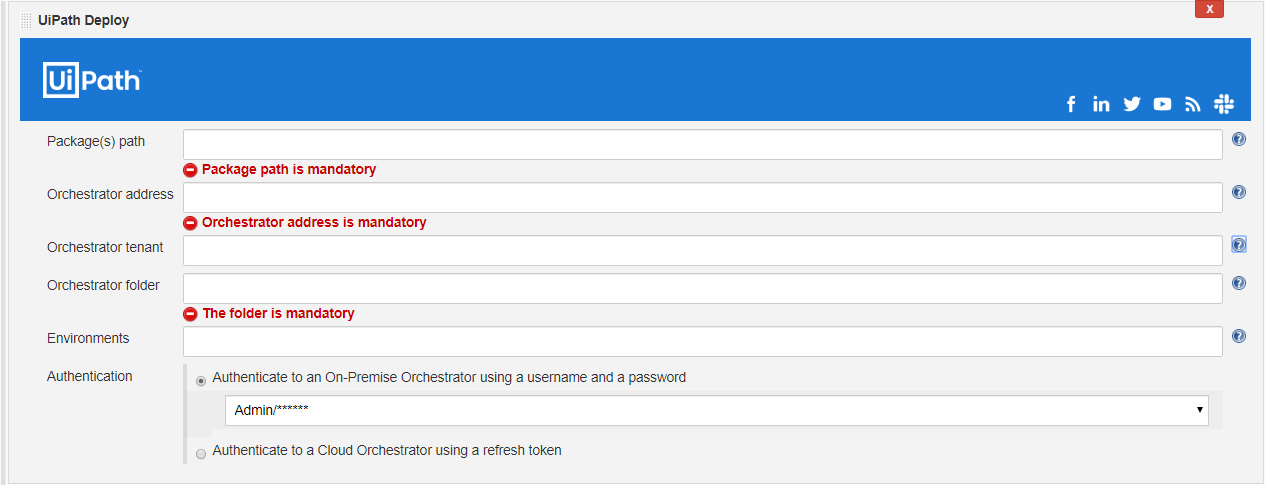 UiPath Deploy
X
UiPath
Package(s) path
Package path is mandatory
Orchestrator address
Orchestrator address is mandatory
Orchestrator tenant
Orchestrator folder
The folder is mandatory
Environments
Authentication
Authenticate to an On-Premise Orchestrator using a username and a password
Admin/******
Authenticate to a Cloud Orchestrator using a refresh token